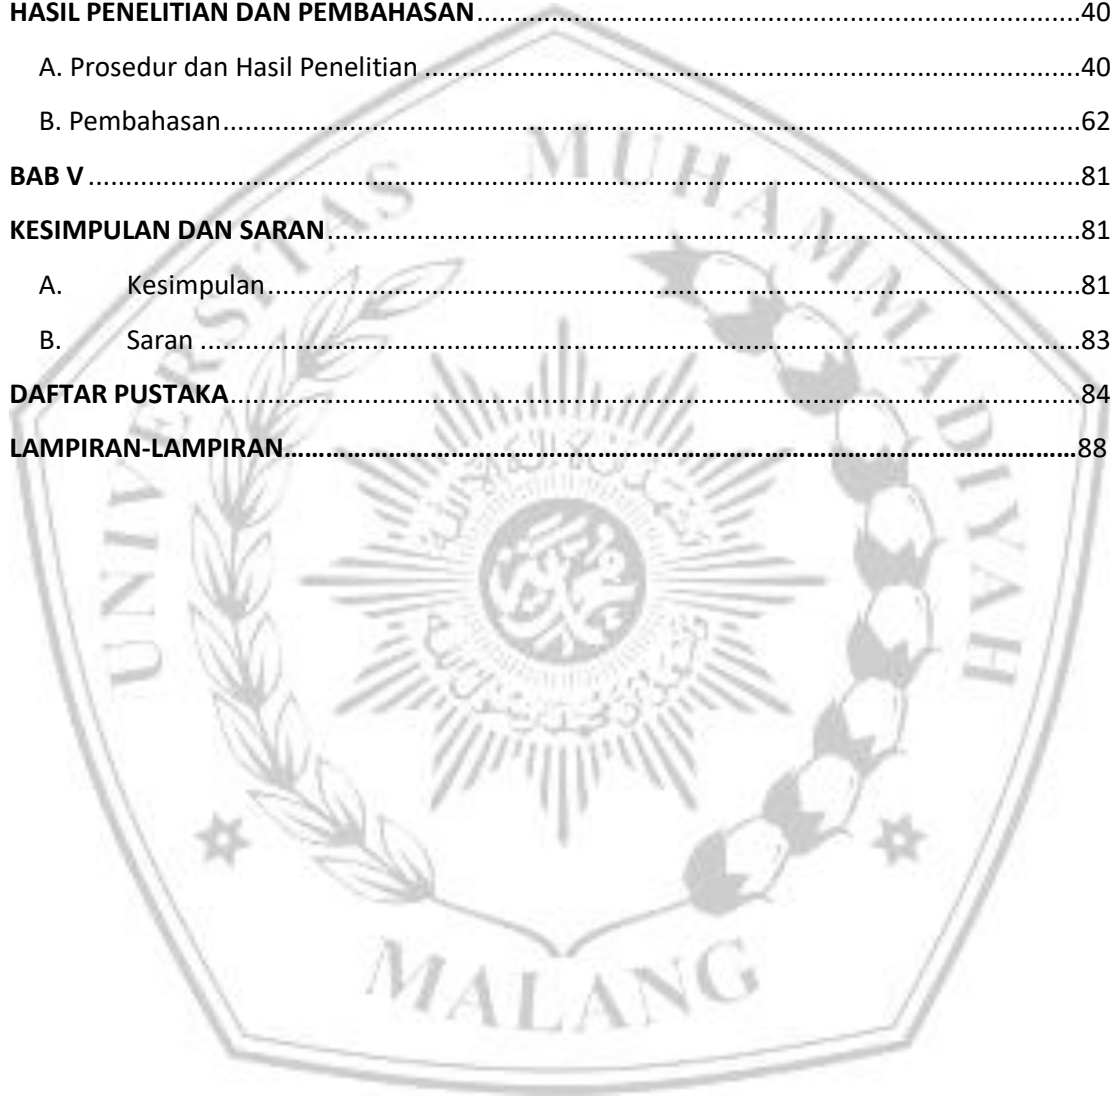 HASIL PENELITIAN DAN PEMBAHASAN........................................................................40
A. Prosedur dan Hasil Penelitian........................................................................40
B. Pembahasan........................................................................62
BAB V........................................................................81
KESIMPULAN DAN SARAN........................................................................81
A. Kesimpulan........................................................................81
B. Saran........................................................................83
DAFTAR PUSTAKA........................................................................84
LAMPIRAN-LAMPIRAN........................................................................88
UNIVERSITAS MUHAMMADIYAH
MALANG